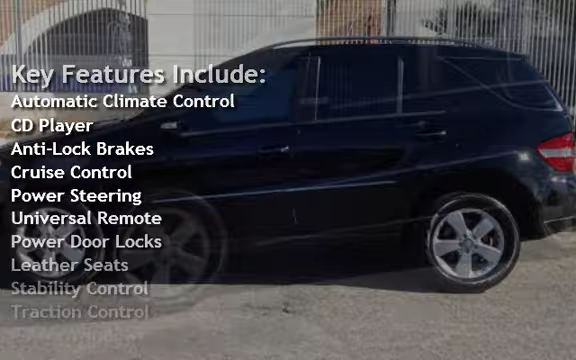 Key Features Include:
Automatic Climate Control
CD Player
Anti-Lock Brakes
Cruise Control
Power Steering
Universal Remote
Power Door Locks
Leather Seats
Stability Control
Traction Control